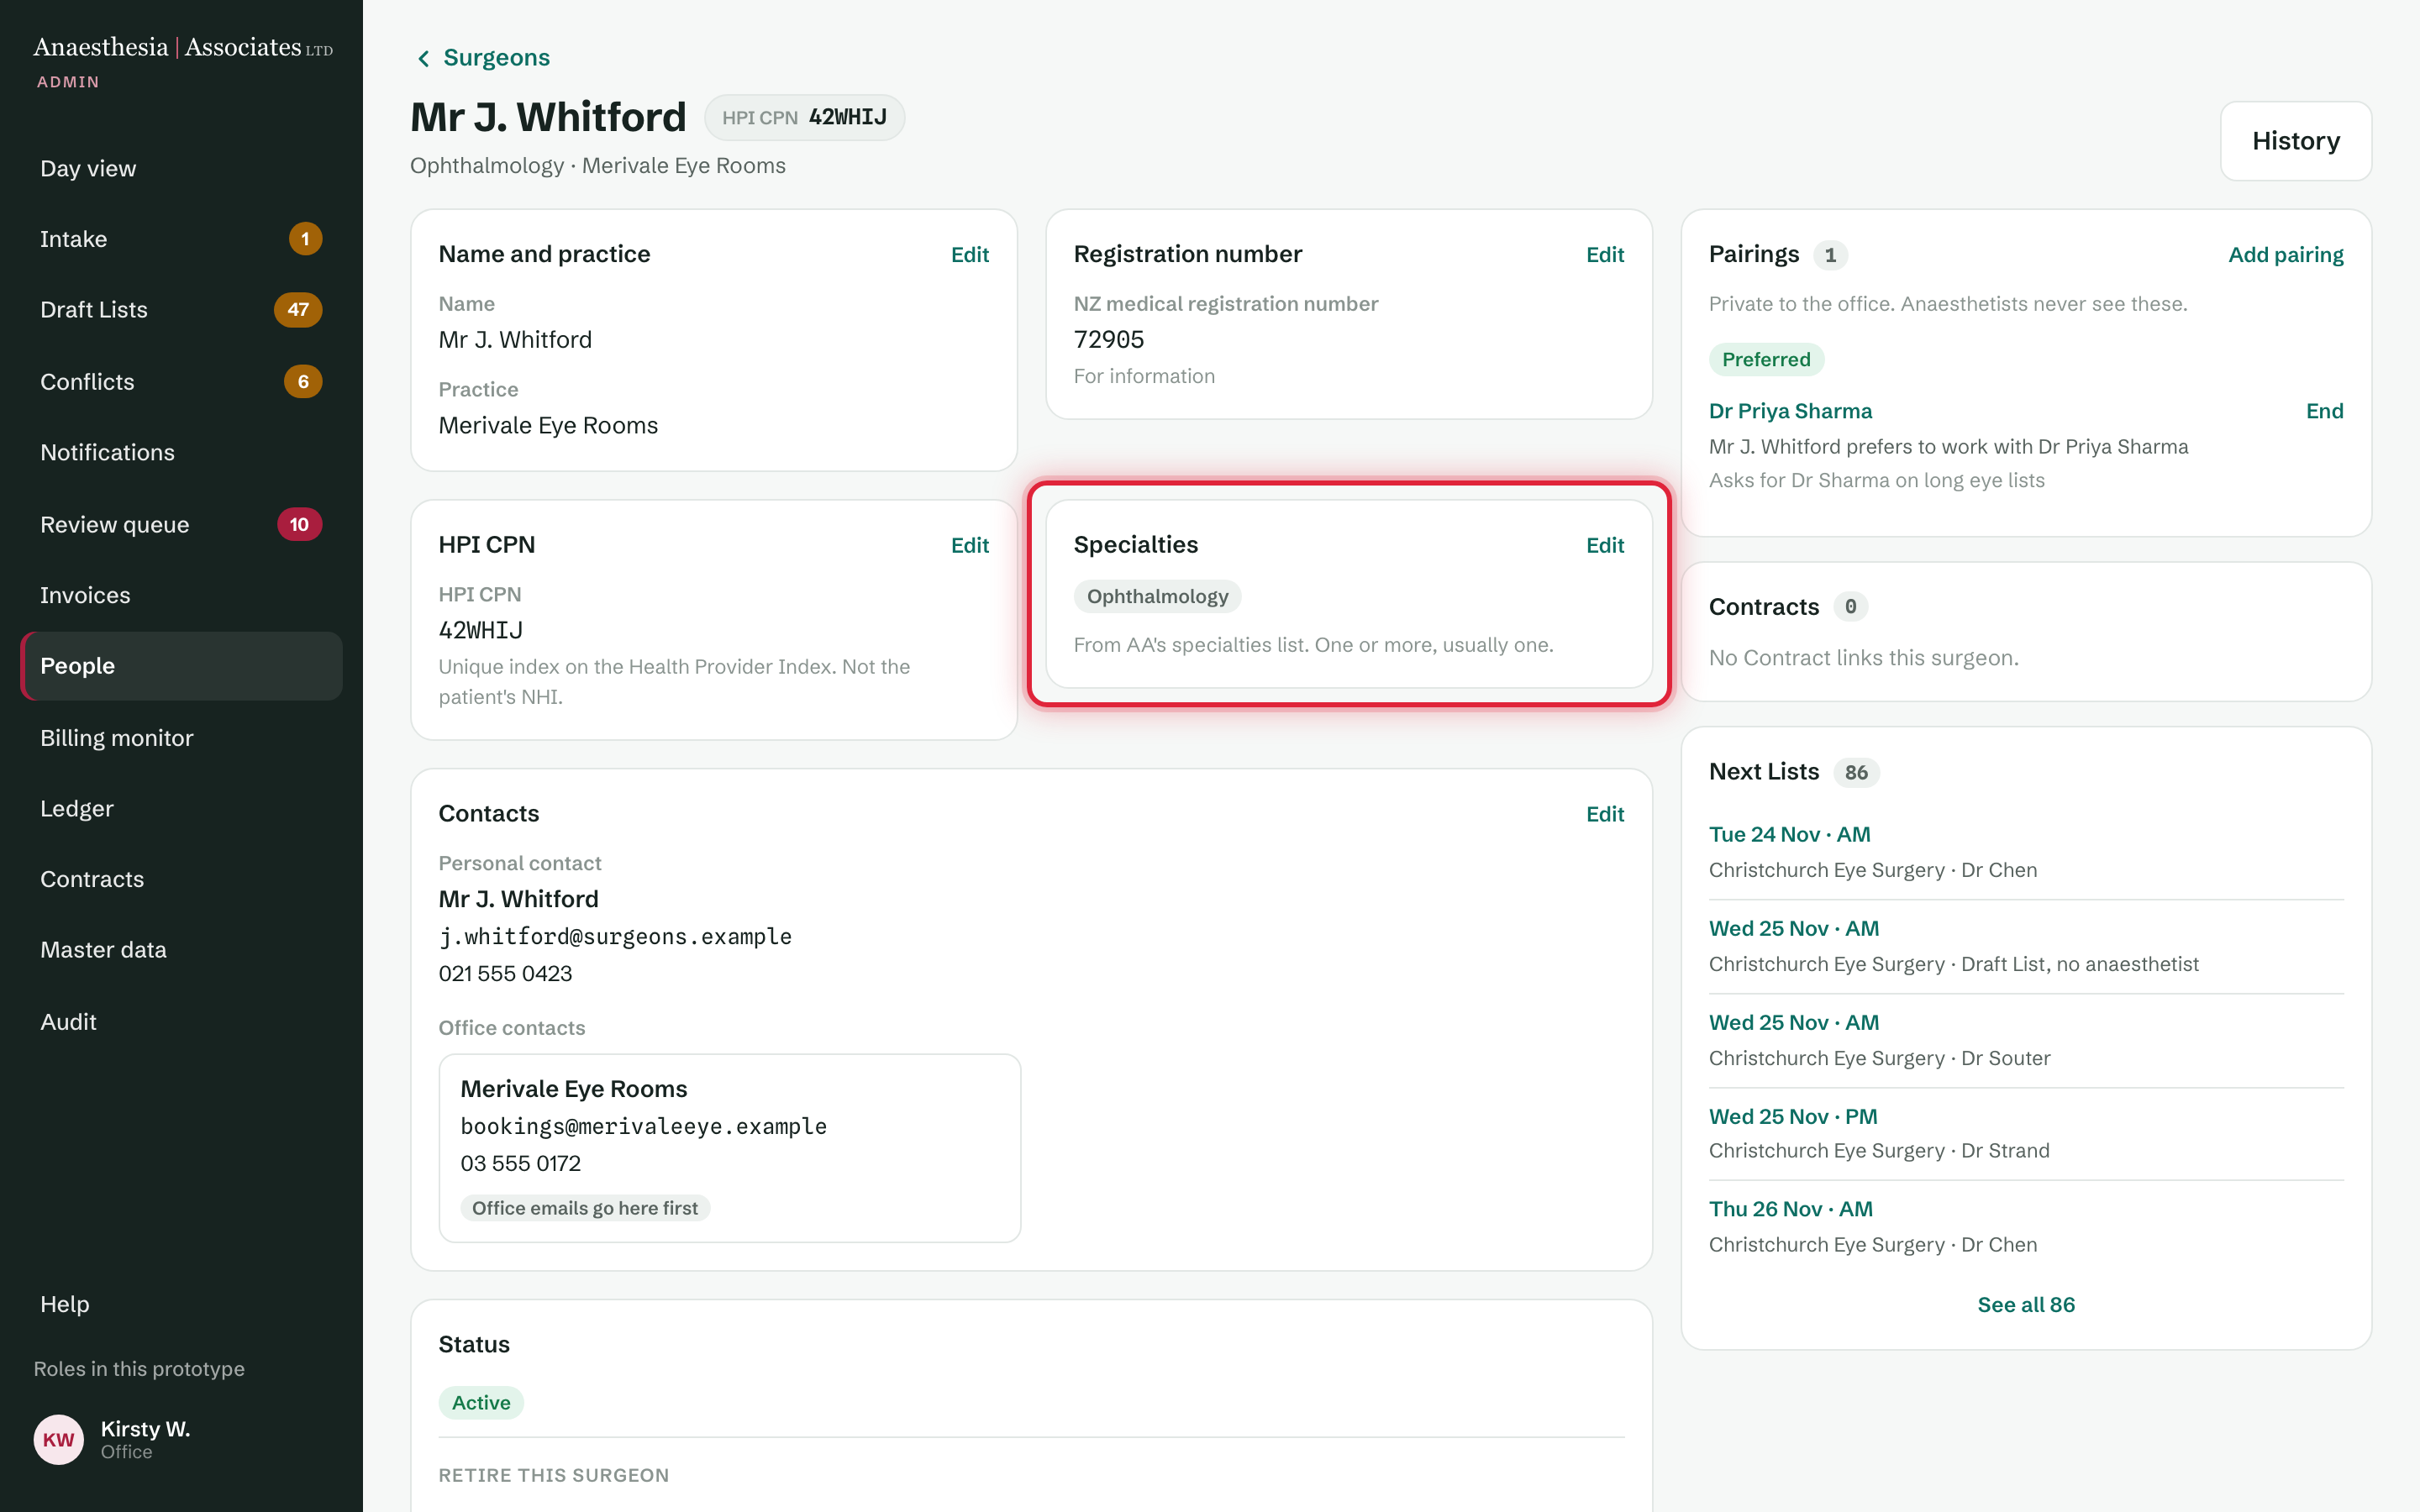 Anaesthesia | Associates LTD
ADMIN
Day view
Intake 1
Draft Lists 47
Conflicts 6
Notifications
Review queue 10
Invoices
People
Billing monitor
Ledger
Contracts
Master data
Audit
Help
Roles in this prototype
KW
Kirsty W.
Office
Surgeons
Mr J. Whitford HPI CPN 42WHIJ
Ophthalmology · Merivale Eye Rooms
History
Name and practice Edit
Name
Mr J. Whitford
Practice
Merivale Eye Rooms
Registration number Edit
NZ medical registration number
72905
For information
HPI CPN Edit
HPI CPN
42WHIJ
Unique index on the Health Provider Index. Not the
patient's NHI.
Specialties Edit
Ophthalmology
From AA's specialties list. One or more, usually one.
Contacts Edit
Personal contact
Mr J. Whitford
j.whitford@surgeons.example
021 555 0423
Office contacts
Merivale Eye Rooms
bookings@merivaleeye.example
03 555 0172
Office emails go here first
Status
Active
RETIRE THIS SURGEON
Pairings 1 Add pairing
Private to the office. Anaesthetists never see these.
Preferred
Dr Priya Sharma End
Mr J. Whitford prefers to work with Dr Priya Sharma
Asks for Dr Sharma on long eye lists
Contracts 0
No Contract links this surgeon.
Next Lists 86
Tue 24 Nov · AM
Christchurch Eye Surgery · Dr Chen
Wed 25 Nov · AM
Christchurch Eye Surgery · Draft List, no anaesthetist
Wed 25 Nov · AM
Christchurch Eye Surgery · Dr Souter
Wed 25 Nov · PM
Christchurch Eye Surgery · Dr Strand
Thu 26 Nov · AM
Christchurch Eye Surgery · Dr Chen
See all 86